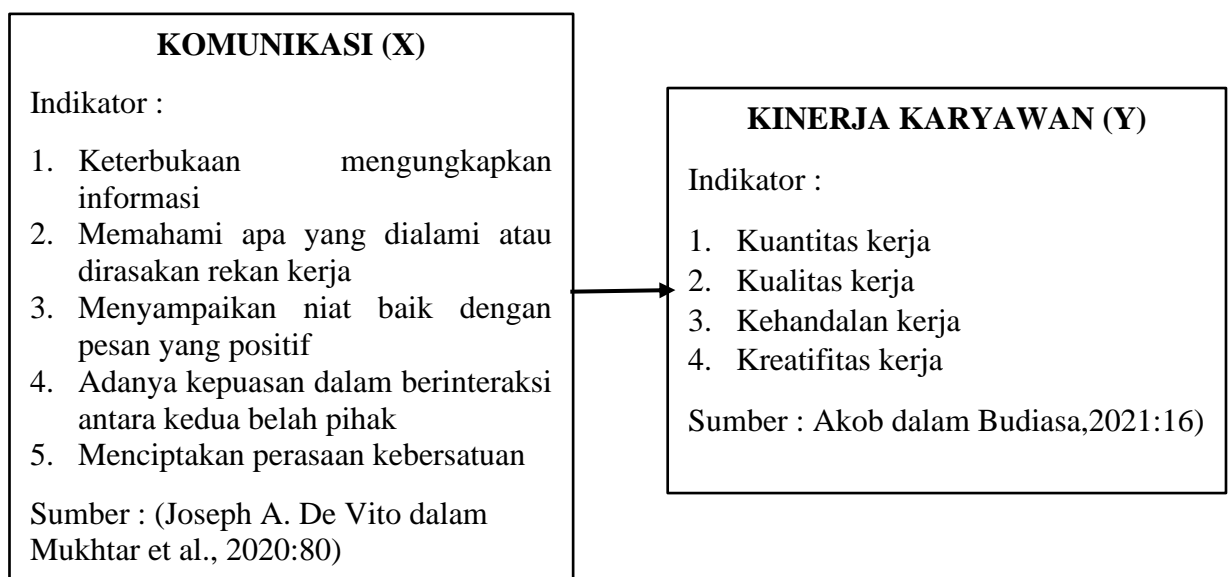 KOMUNIKASI (X)
Indikator :
1. Keterbukaan mengungkapkan
informasi
2. Memahami apa yang dialami atau
dirasakan rekan kerja
3. Menyampaikan niat baik dengan
pesan yang positif
4. Adanya kepuasan dalam berinteraksi
antara kedua belah pihak
5. Menciptakan perasaan kebersatuan
Sumber : (Joseph A. De Vito dalam
Mukhtar et al., 2020:80)
KINERJA KARYAWAN (Y)
Indikator :
1. Kuantitas kerja
2. Kualitas kerja
3. Kehandalan kerja
4. Kreatifitas kerja
Sumber : Akob dalam Budiasa,2021:16)